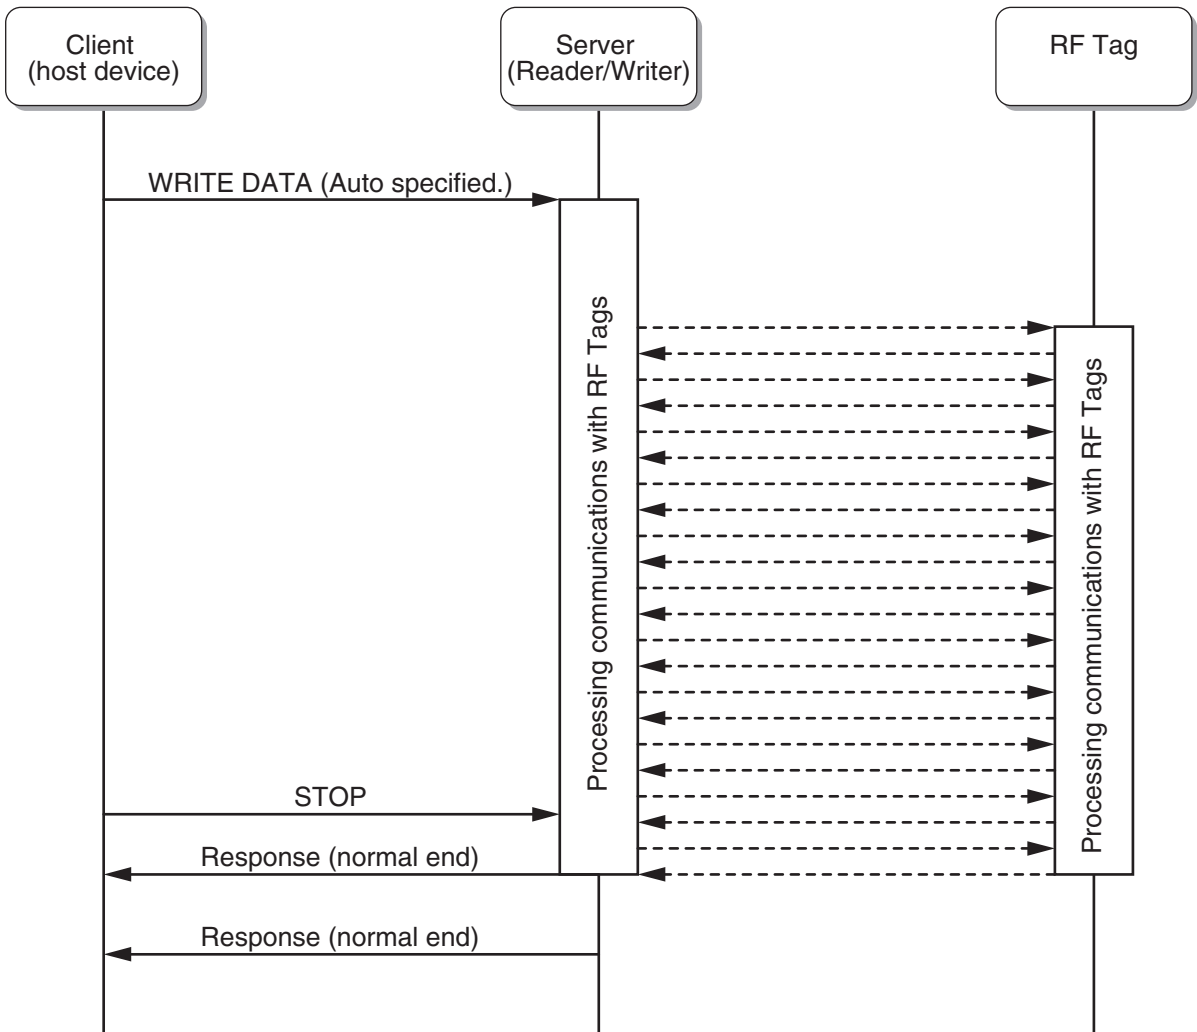 Client
(host device)
Server
(Reader/Writer)
RF Tag
WRITE DATA (Auto specified.)
Processing communications with RF Tags
Processing communications with RF Tags
STOP
Response (normal end)
Response (normal end)